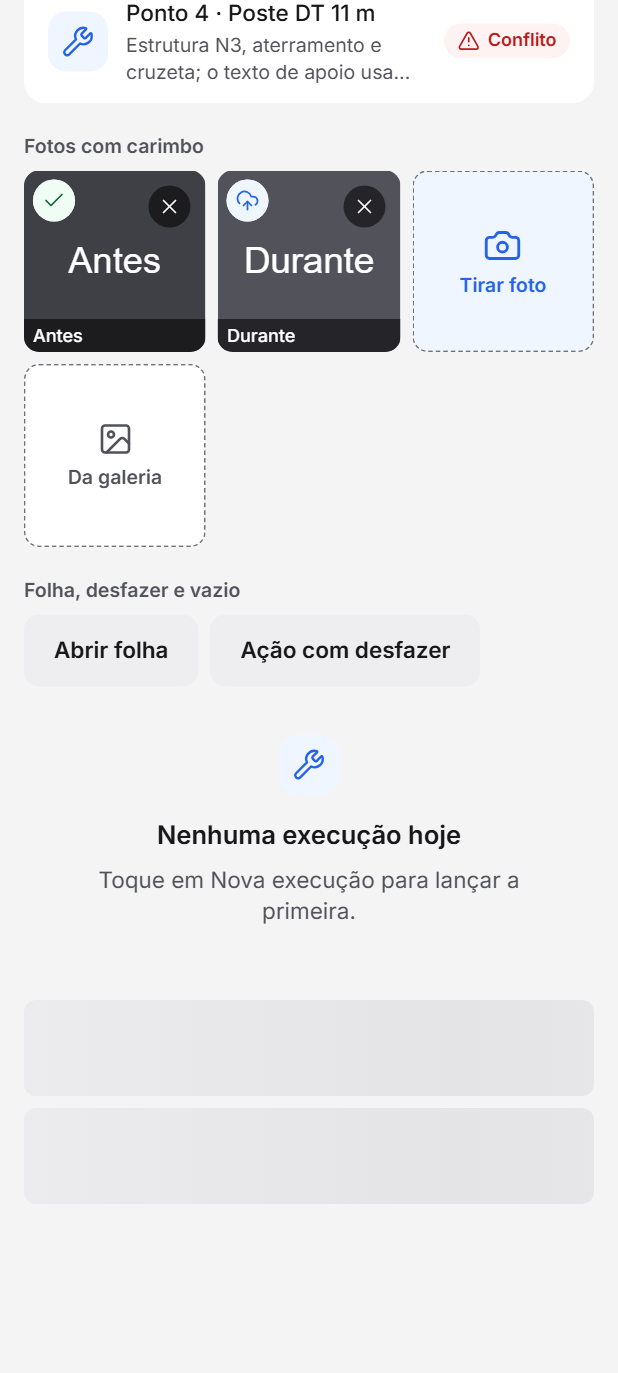 Ponto 4 · Poste DT 11 m
Estrutura N3, aterramento e
cruzeta; o texto de apoio usa...
Conflito
Fotos com carimbo
Antes
Antes
Durante
Durante
Tirar foto
Da galeria
Folha, desfazer e vazio
Abrir folha
Ação com desfazer
Nenhuma execução hoje
Toque em Nova execução para lançar a
primeira.